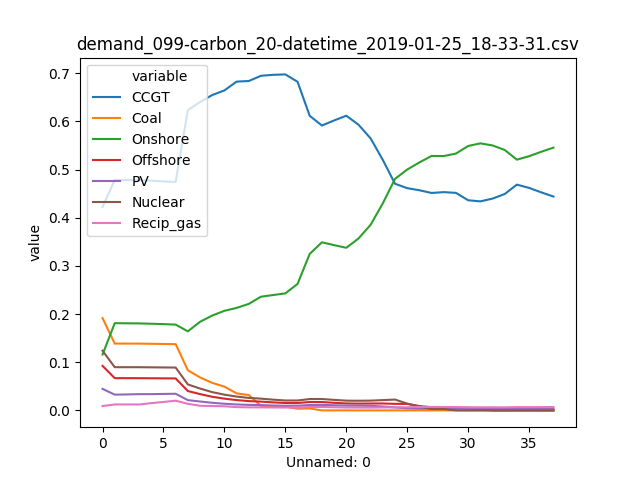 demand_099-carbon_20-datetime_2019-01-25_18-33-31.csv
variable
CCGT
Coal
Onshore
Offshore
PV
Nuclear
Recip_gas
value
0.7
0.6
0.5
0.4
0.3
0.2
0.1
0.0
0 5 10 15 20 25 30 35
Unnamed: 0